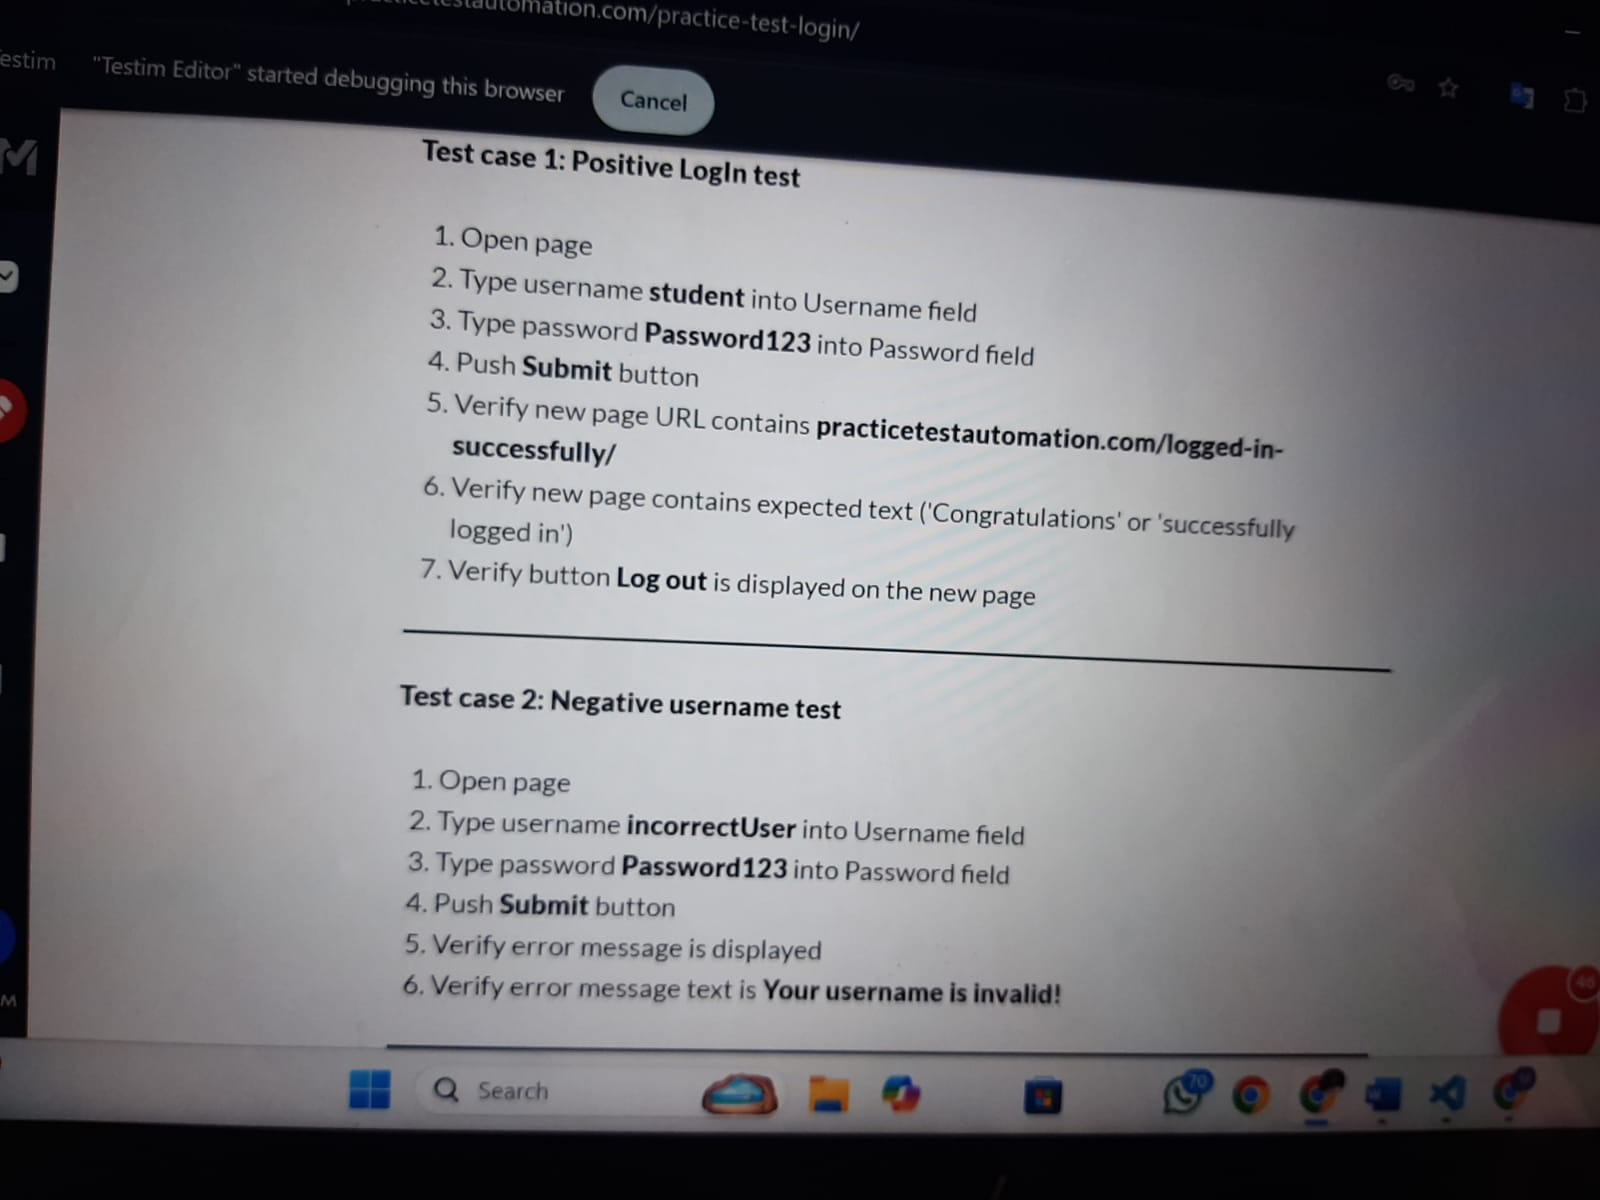 practicetestautomation.com/practice-test-login/
Testim "Testim Editor" started debugging this browser Cancel
Test case 1: Positive LogIn test
1. Open page
2. Type username student into Username field
3. Type password Password123 into Password field
4. Push Submit button
5. Verify new page URL contains practicetestautomation.com/logged-in-
successfully/
6. Verify new page contains expected text ('Congratulations' or 'successfully
logged in')
7. Verify button Log out is displayed on the new page
Test case 2: Negative username test
1. Open page
2. Type username incorrectUser into Username field
3. Type password Password123 into Password field
4. Push Submit button
5. Verify error message is displayed
6. Verify error message text is Your username is invalid!
46
M
Search
70